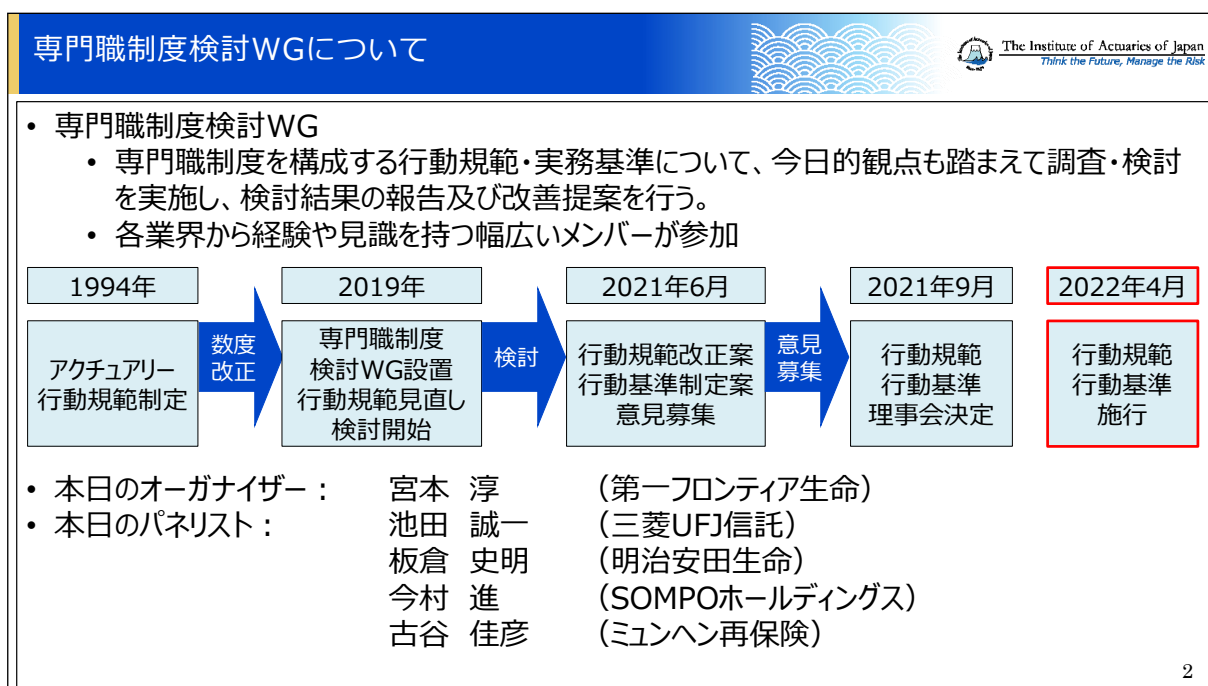 専門職制度検討WGについて
The Institute of Actuaries of Japan
Think the Future, Manage the Risk
• 専門職制度検討WG
• 専門職制度を構成する行動規範・実務基準について、今日的観点も踏まえて調査・検討
を実施し、検討結果の報告及び改善提案を行う。
• 各業界から経験や見識を持つ幅広いメンバーが参加
1994年
2019年
2021年6月
2021年9月
2022年4月
アクチュアリー
行動規範制定
数度
改正
専門職制度
検討WG設置
行動規範見直し
検討開始
検討
行動規範改正案
行動基準制定案
意見募集
意見
募集
行動規範
行動基準
理事会決定
行動規範
行動基準
施行
• 本日のオーガナイザー： 宮本 淳 （第一フロンティア生命）
• 本日のパネリスト： 池田 誠一 （三菱UFJ信託）
板倉 史明 （明治安田生命）
今村 進 （SOMPOホールディングス）
古谷 佳彦 （ミュンヘン再保険）
2